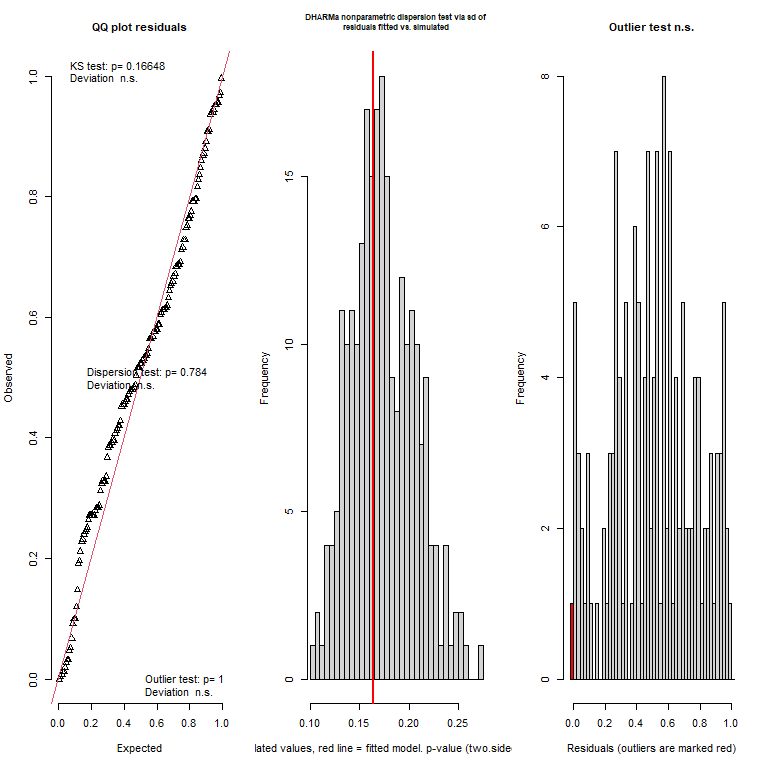 QQ plot residuals
KS test: p= 0.16648
Deviation n.s.
Dispersion test: p= 0.784
Deviation n.s.
Outlier test: p= 1
Deviation n.s.
Observed
0.0 0.2 0.4 0.6 0.8 1.0
0.0 0.2 0.4 0.6 0.8 1.0
Expected
DHARMa nonparametric dispersion test via sd of
residuals fitted vs. simulated
Frequency
0 5 10 15
0.10 0.15 0.20 0.25
lated values, red line = fitted model. p-value (two.side
Outlier test n.s.
Frequency
0 2 4 6 8
0.0 0.2 0.4 0.6 0.8 1.0
Residuals (outliers are marked red)